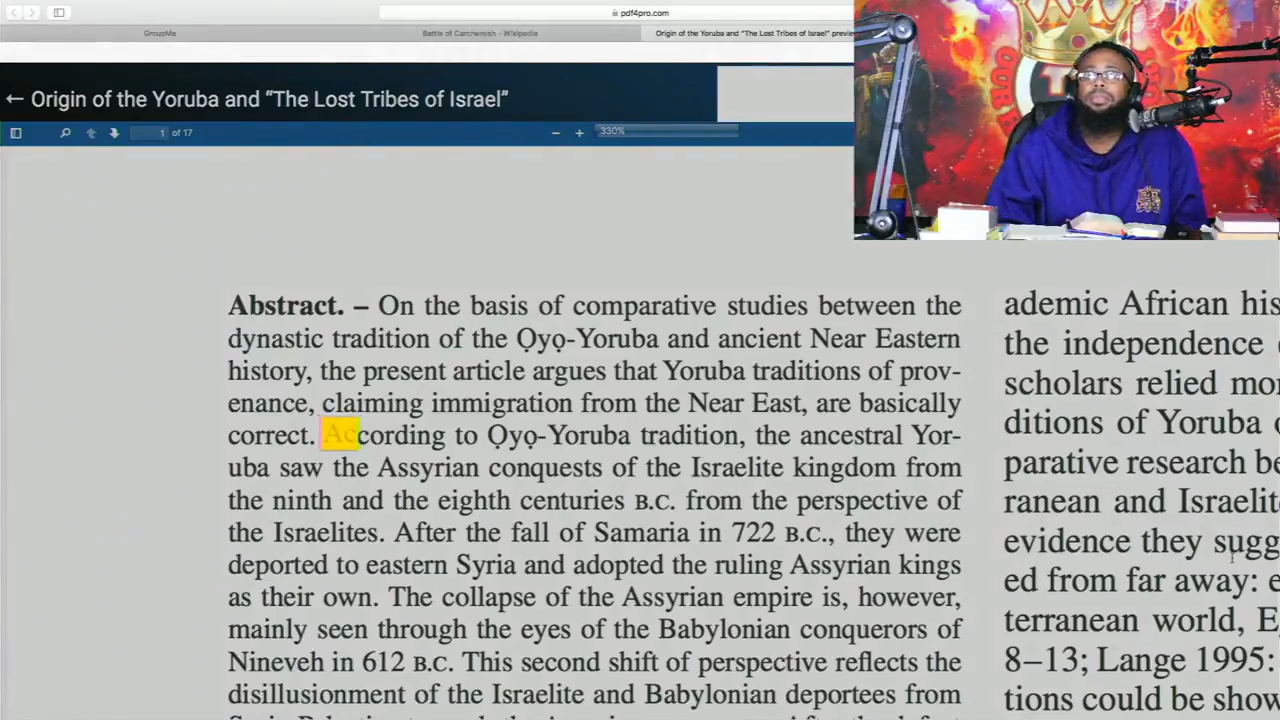 pdf4pro.com
GroupMe
Battle of Carchemish - Wikipedia
Origin of the Yoruba and "The Lost Tribes of Israel" preview
← Origin of the Yoruba and “The Lost Tribes of Israel”
1 of 17
330%
Abstract. – On the basis of comparative studies between the
dynastic tradition of the Ọyọ-Yoruba and ancient Near Eastern
history, the present article argues that Yoruba traditions of prov-
enance, claiming immigration from the Near East, are basically
correct. According to Ọyọ-Yoruba tradition, the ancestral Yor-
uba saw the Assyrian conquests of the Israelite kingdom from
the ninth and the eighth centuries B.C. from the perspective of
the Israelites. After the fall of Samaria in 722 B.C., they were
deported to eastern Syria and adopted the ruling Assyrian kings
as their own. The collapse of the Assyrian empire is, however,
mainly seen through the eyes of the Babylonian conquerors of
Nineveh in 612 B.C. This second shift of perspective reflects the
disillusionment of the Israelite and Babylonian deportees from
ademic African his
the independence
scholars relied mo
ditions of Yoruba
parative research be
ranean and Israelit
evidence they sugg
ed from far away: e
terranean world, E
8–13; Lange 1995:
tions could be show